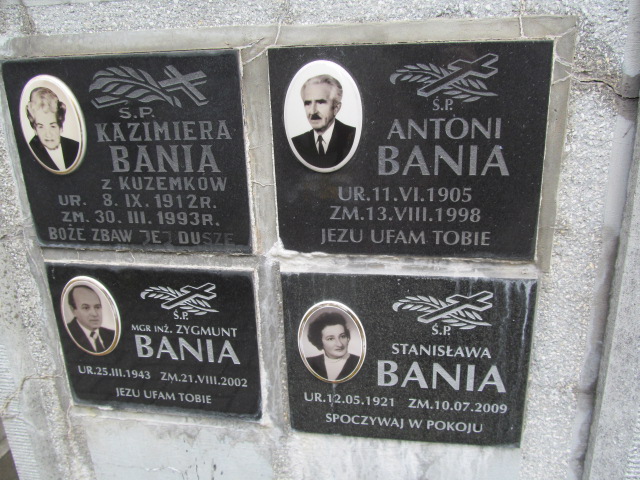 Ś.P.
KAZIMIERA
BANIA
Z KUZEMKÓW
UR. 8. IX. 1912R.
ZM. 30. III. 1993R.
BOŻE ZBAW JEJ DUSZĘ
Ś.P.
ANTONI
BANIA
UR. 11. VI. 1905
ZM. 13. VIII. 1998
JEZU UFAM TOBIE
Ś.P.
MGR INŻ. ZYGMUNT
BANIA
UR. 25. III. 1943 ZM. 21. VIII. 2002
JEZU UFAM TOBIE
Ś.P.
STANISŁAWA
BANIA
UR. 12.05.1921 ZM. 10.07.2009
SPOCZYWAJ W POKOJU